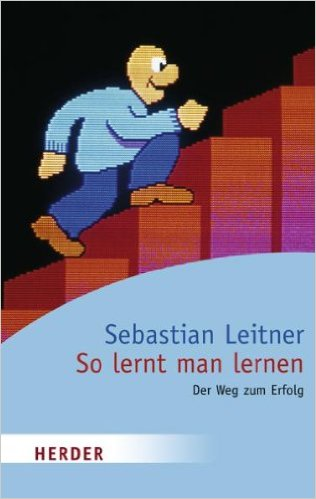 Sebastian Leitner
So lernt man lernen
Der Weg zum Erfolg
HERDER